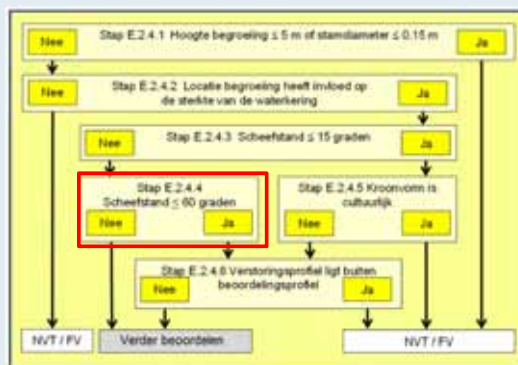 Stap E.2.4.1 Hoogte begroeiing ≤ 5 m of stamdiameter ≤ 0.15 m
Nee
Ja
Stap E.2.4.2 Locatie begroeiing heeft invloed op
de sterkte van de waterkering
Nee
Ja
Stap E.2.4.3 Scheefstand ≤ 15 graden
Nee
Ja
Stap E.2.4.4
Scheefstand ≤ 60 graden
Nee
Ja
Stap E.2.4.5 Kroonvorm is
cultuurlijk
Nee
Ja
Stap E.2.4.6 Verstoringsprofiel ligt buiten
beoordelingsprofiel
Nee
Ja
NVT / FV
Verder beoordelen
NVT / FV